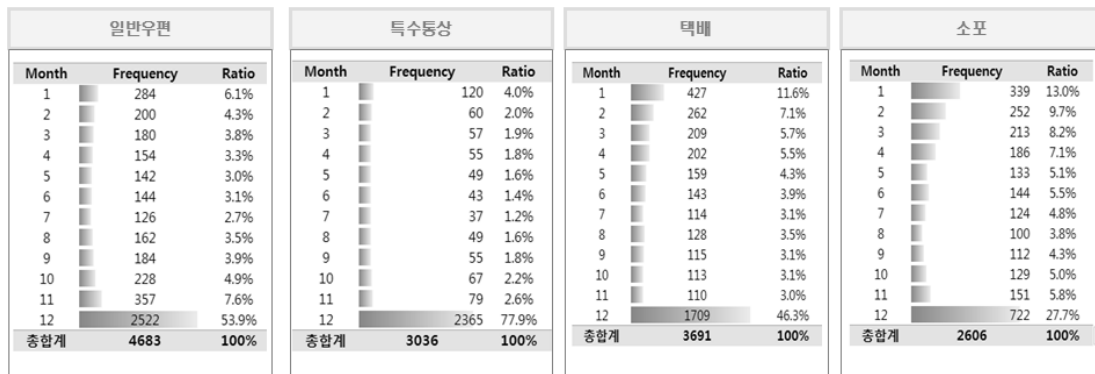 일반우편
Month Frequency Ratio
1 284 6.1%
2 200 4.3%
3 180 3.8%
4 154 3.3%
5 142 3.0%
6 144 3.1%
7 126 2.7%
8 162 3.5%
9 184 3.9%
10 228 4.9%
11 357 7.6%
12 2522 53.9%
총합계 4683 100%
특수통상
Month Frequency Ratio
1 120 4.0%
2 60 2.0%
3 57 1.9%
4 55 1.8%
5 49 1.6%
6 43 1.4%
7 37 1.2%
8 49 1.6%
9 55 1.8%
10 67 2.2%
11 79 2.6%
12 2365 77.9%
총합계 3036 100%
택배
Month Frequency Ratio
1 427 11.6%
2 262 7.1%
3 209 5.7%
4 202 5.5%
5 159 4.3%
6 143 3.9%
7 114 3.1%
8 128 3.5%
9 115 3.1%
10 113 3.1%
11 110 3.0%
12 1709 46.3%
총합계 3691 100%
소포
Month Frequency Ratio
1 339 13.0%
2 252 9.7%
3 213 8.2%
4 186 7.1%
5 133 5.1%
6 144 5.5%
7 124 4.8%
8 100 3.8%
9 112 4.3%
10 129 5.0%
11 151 5.8%
12 722 27.7%
총합계 2606 100%